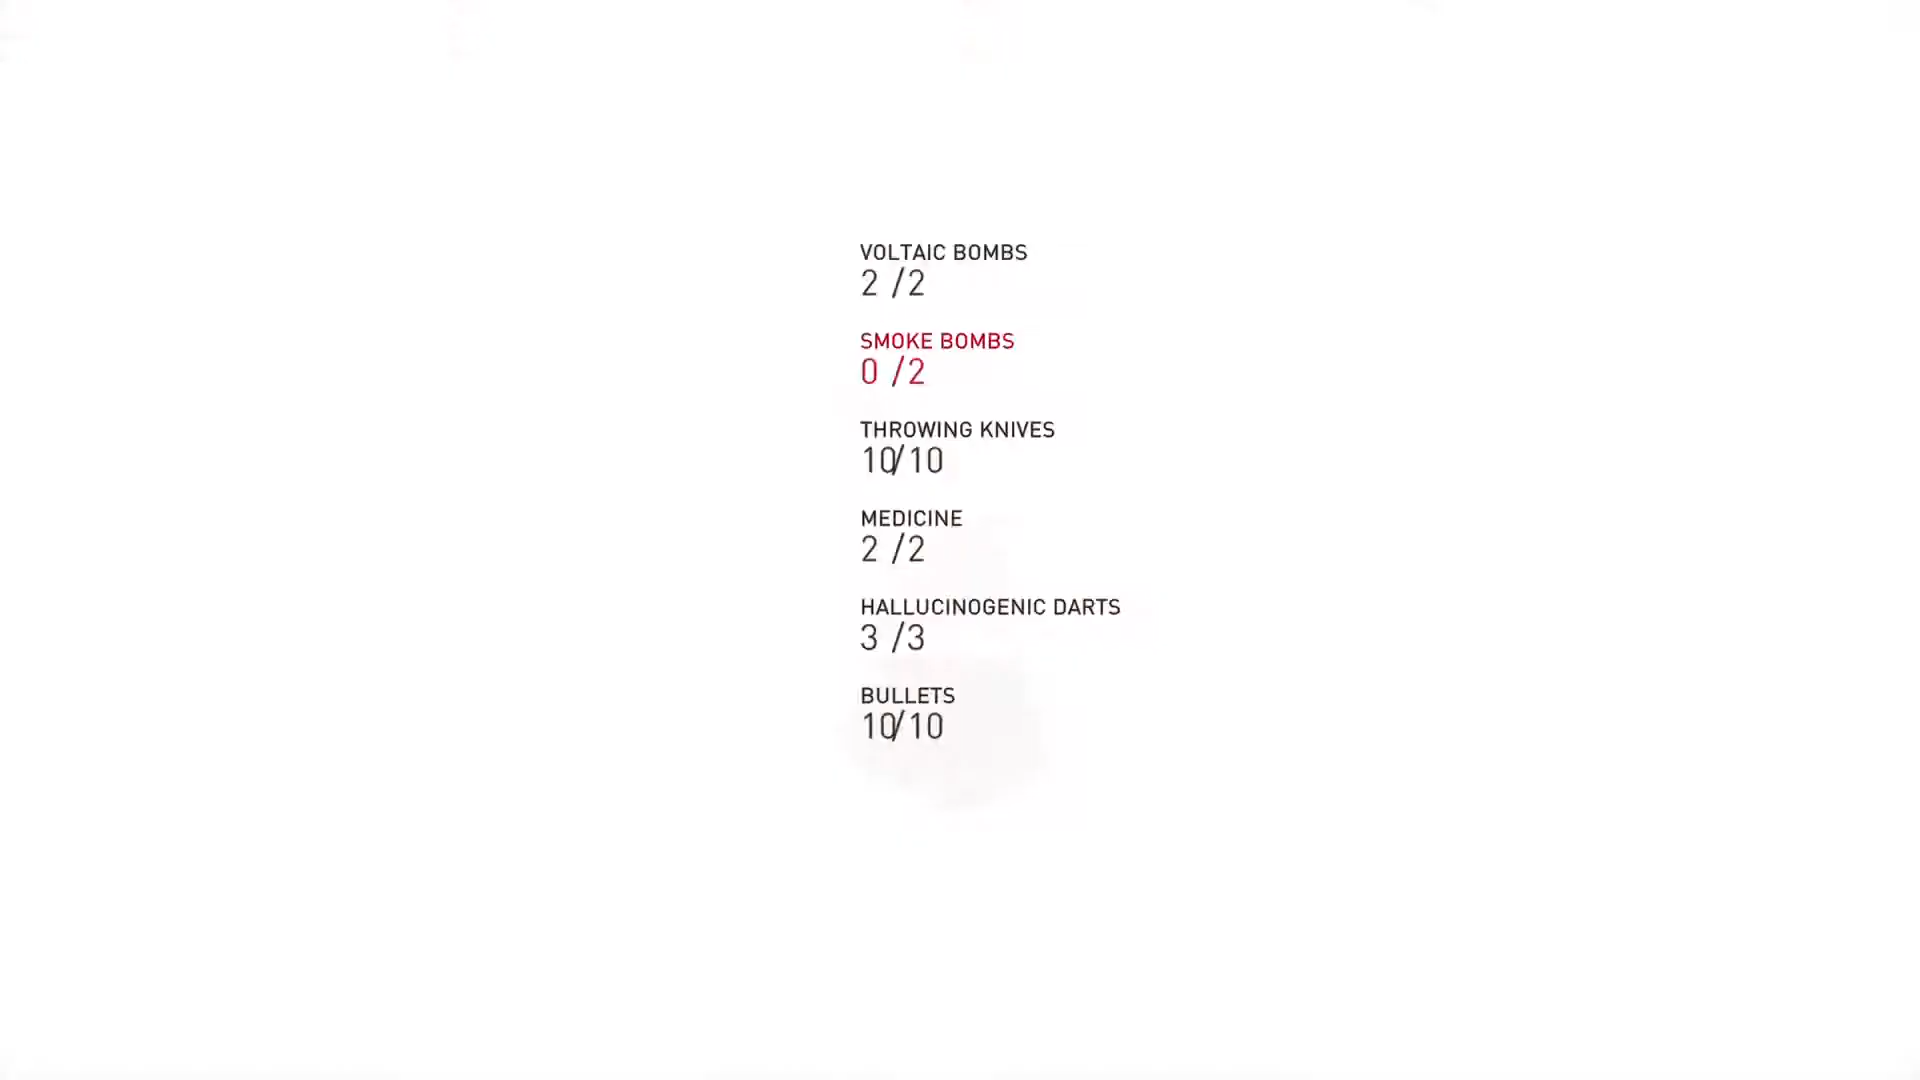 VOLTAIC BOMBS
2 /2
SMOKE BOMBS
0 /2
THROWING KNIVES
10/10
MEDICINE
2 /2
HALLUCINOGENIC DARTS
3 /3
BULLETS
10/10